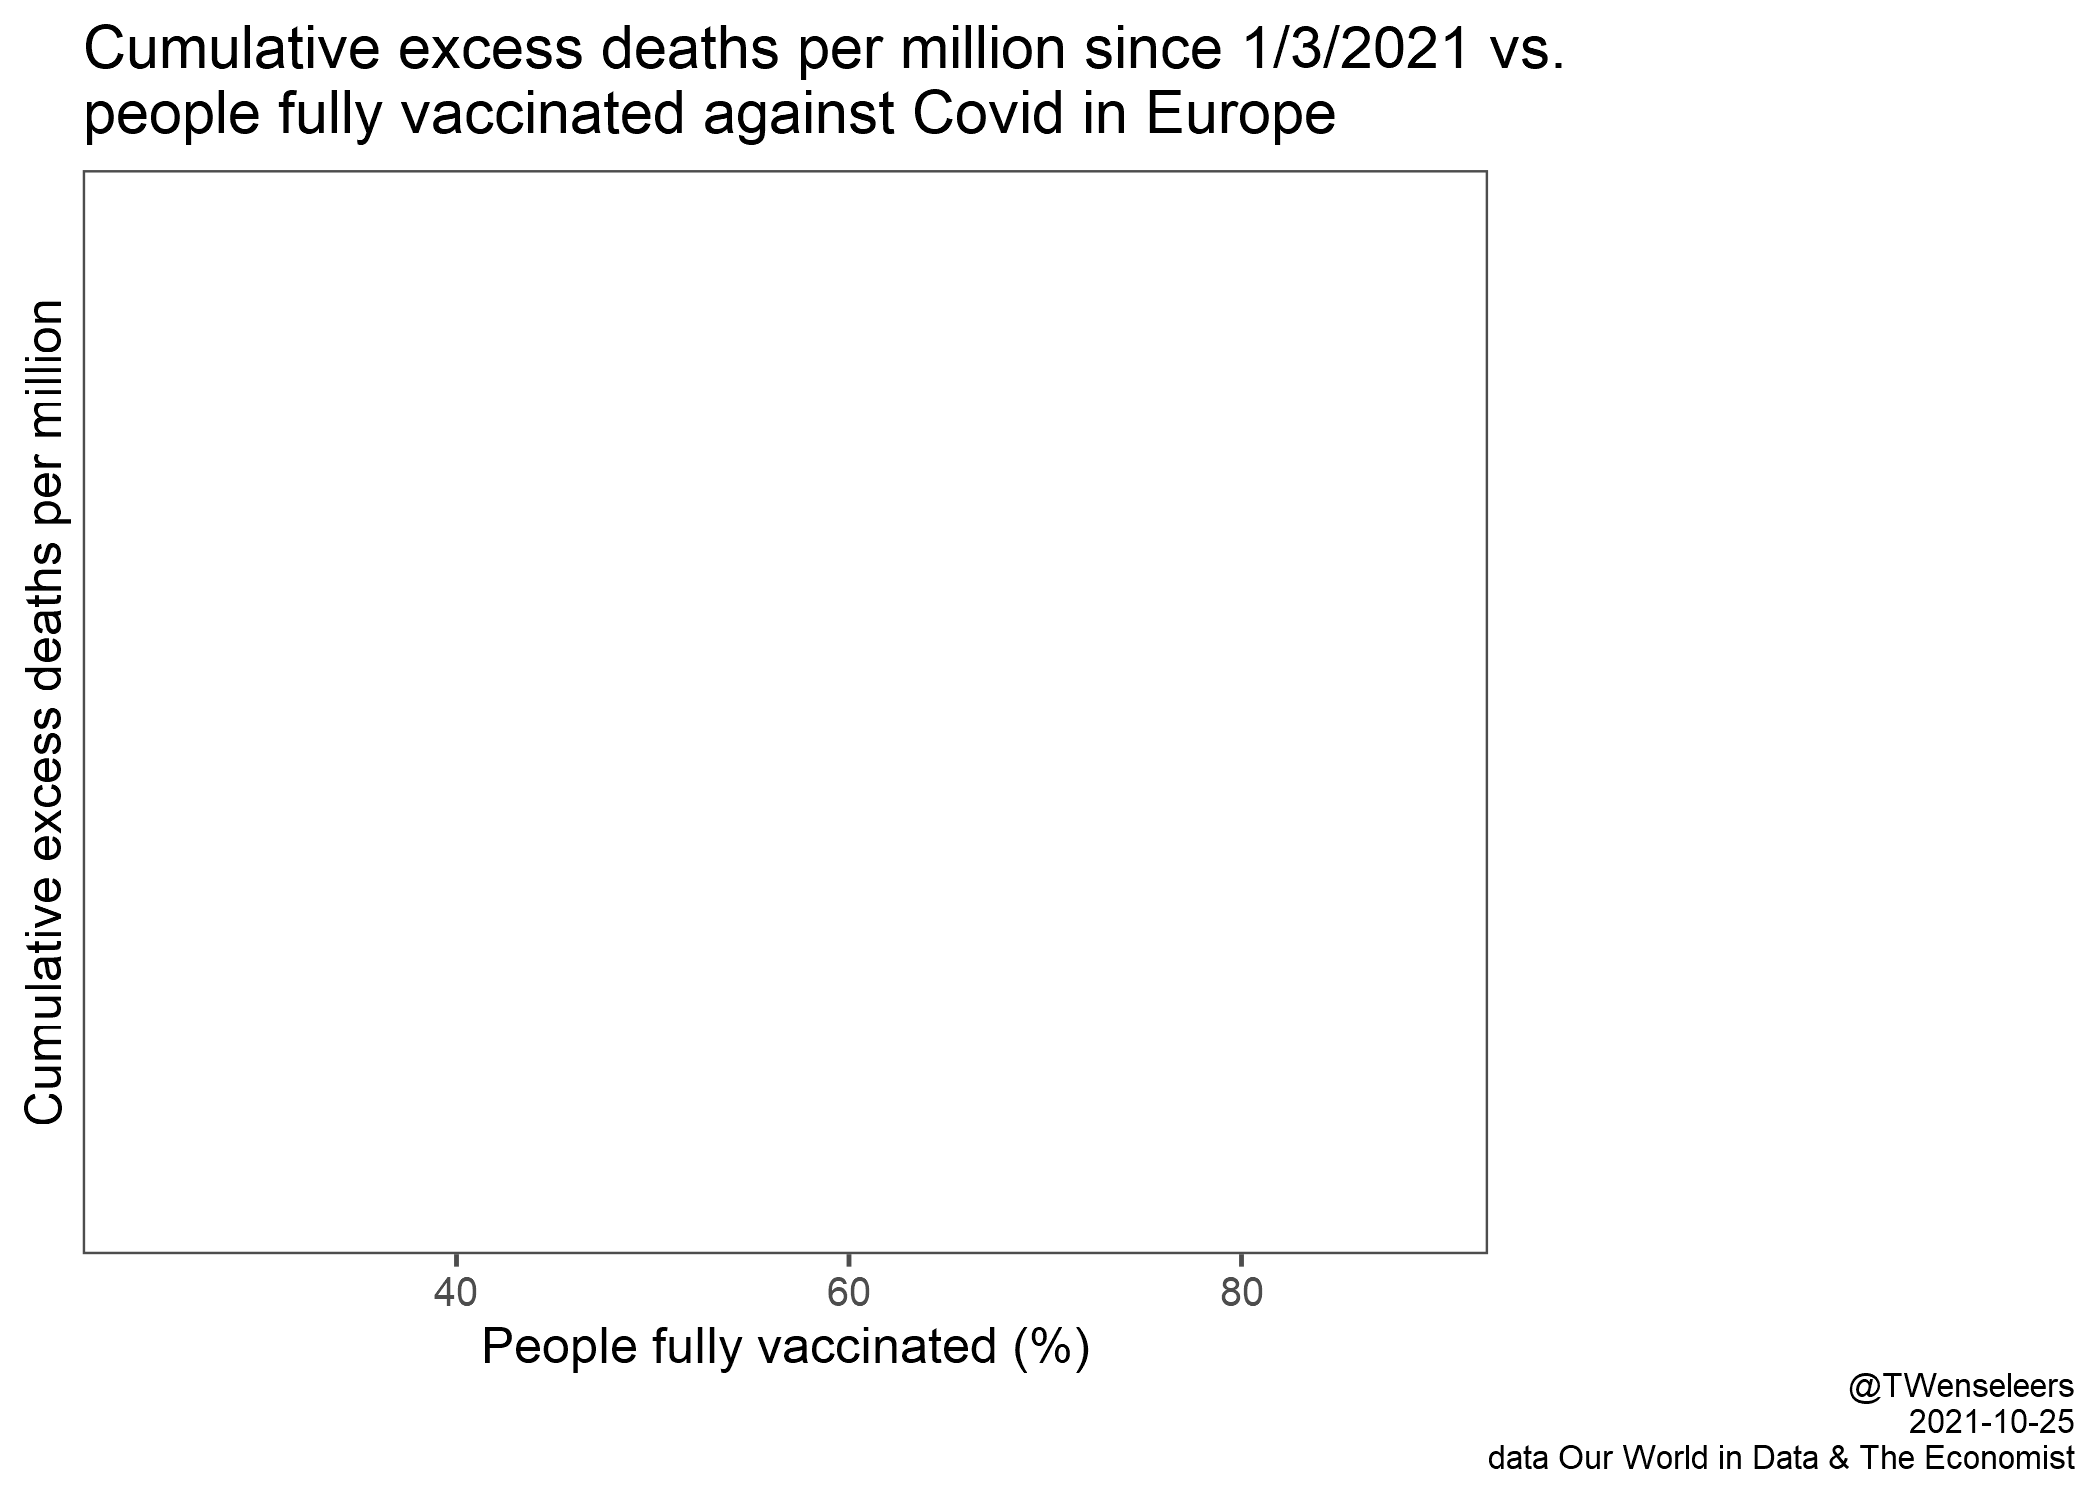 Cumulative excess deaths per million since 1/3/2021 vs.
people fully vaccinated against Covid in Europe
Cumulative excess deaths per million
40 60 80
People fully vaccinated (%)
@TWenseleers
2021-10-25
data Our World in Data & The Economist